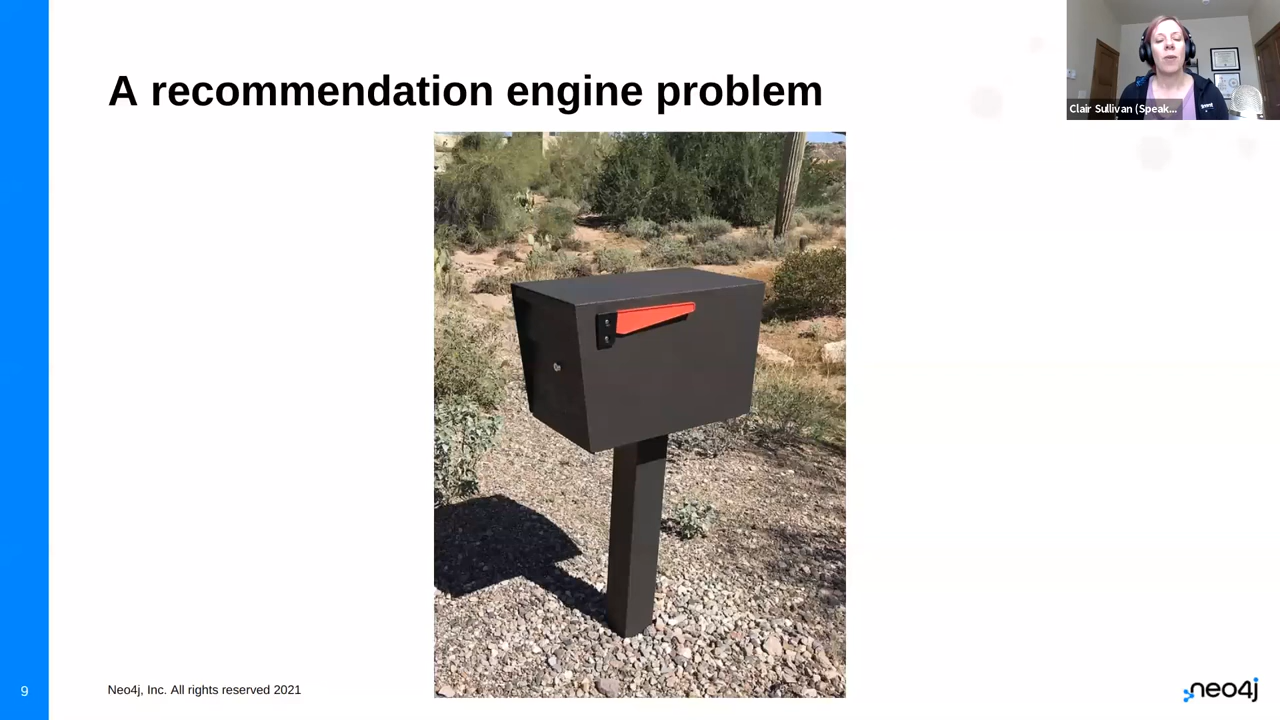 A recommendation engine problem
Clair Sullivan (Speak...
9
Neo4j, Inc. All rights reserved 2021
neo4j